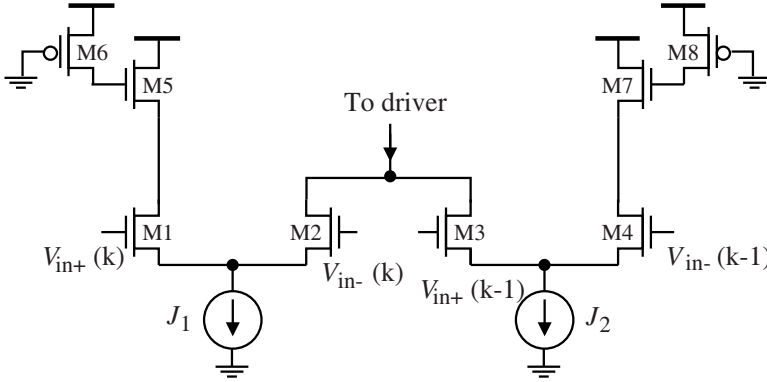 M6
M5
M7
M8
To driver
M1
M2
M3
M4
Vin+ (k)
Vin- (k)
Vin+ (k-1)
Vin- (k-1)
J1
J2